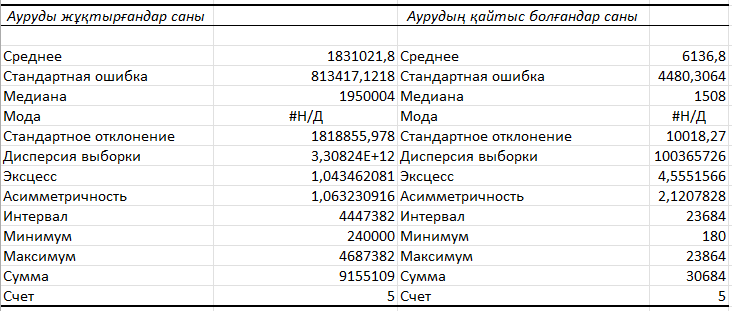 Ауруды жұқтырғандар саны Аурудың қайтыс болғандар саны
Среднее 1831021,8 Среднее 6136,8
Стандартная ошибка 813417,1218 Стандартная ошибка 4480,3064
Медиана 1950004 Медиана 1508
Мода #Н/Д Мода #Н/Д
Стандартное отклонение 1818855,978 Стандартное отклонение 10018,27
Дисперсия выборки 3,30824E+12 Дисперсия выборки 100365726
Эксцесс 1,043462081 Эксцесс 4,5551566
Асимметричность 1,063230916 Асимметричность 2,1207828
Интервал 4447382 Интервал 23684
Минимум 240000 Минимум 180
Максимум 4687382 Максимум 23864
Сумма 9155109 Сумма 30684
Счет 5 Счет 5